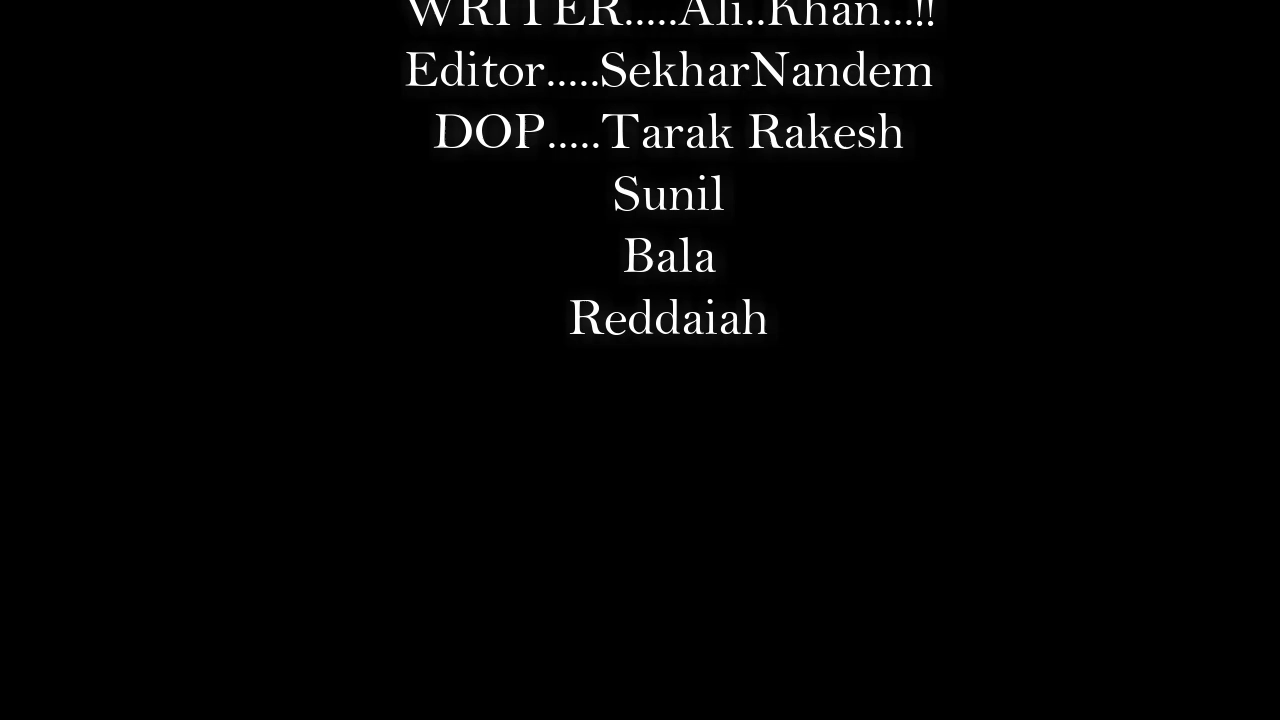 WRITER.....Ali..Khan...!!
Editor.....SekharNandem
DOP.....Tarak Rakesh
Sunil
Bala
Reddaiah